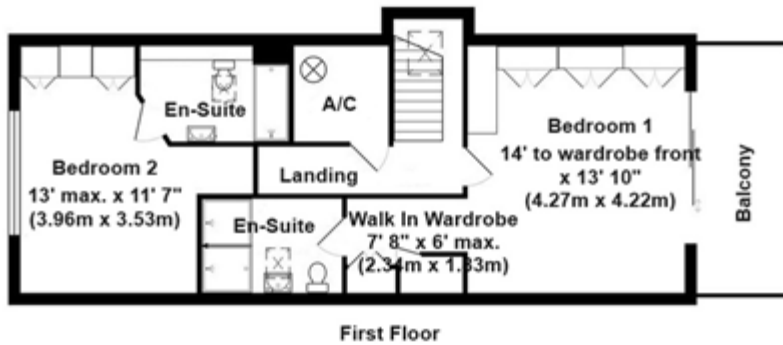 En-Suite
A/C
Bedroom 2
13' max. x 11' 7"
(3.96m x 3.53m)
Landing
Bedroom 1
14' to wardrobe front
x 13' 10"
(4.27m x 4.22m)
Balcony
En-Suite
Walk In Wardrobe
7' 8" x 6' max.
(2.34m x 1.83m)
First Floor